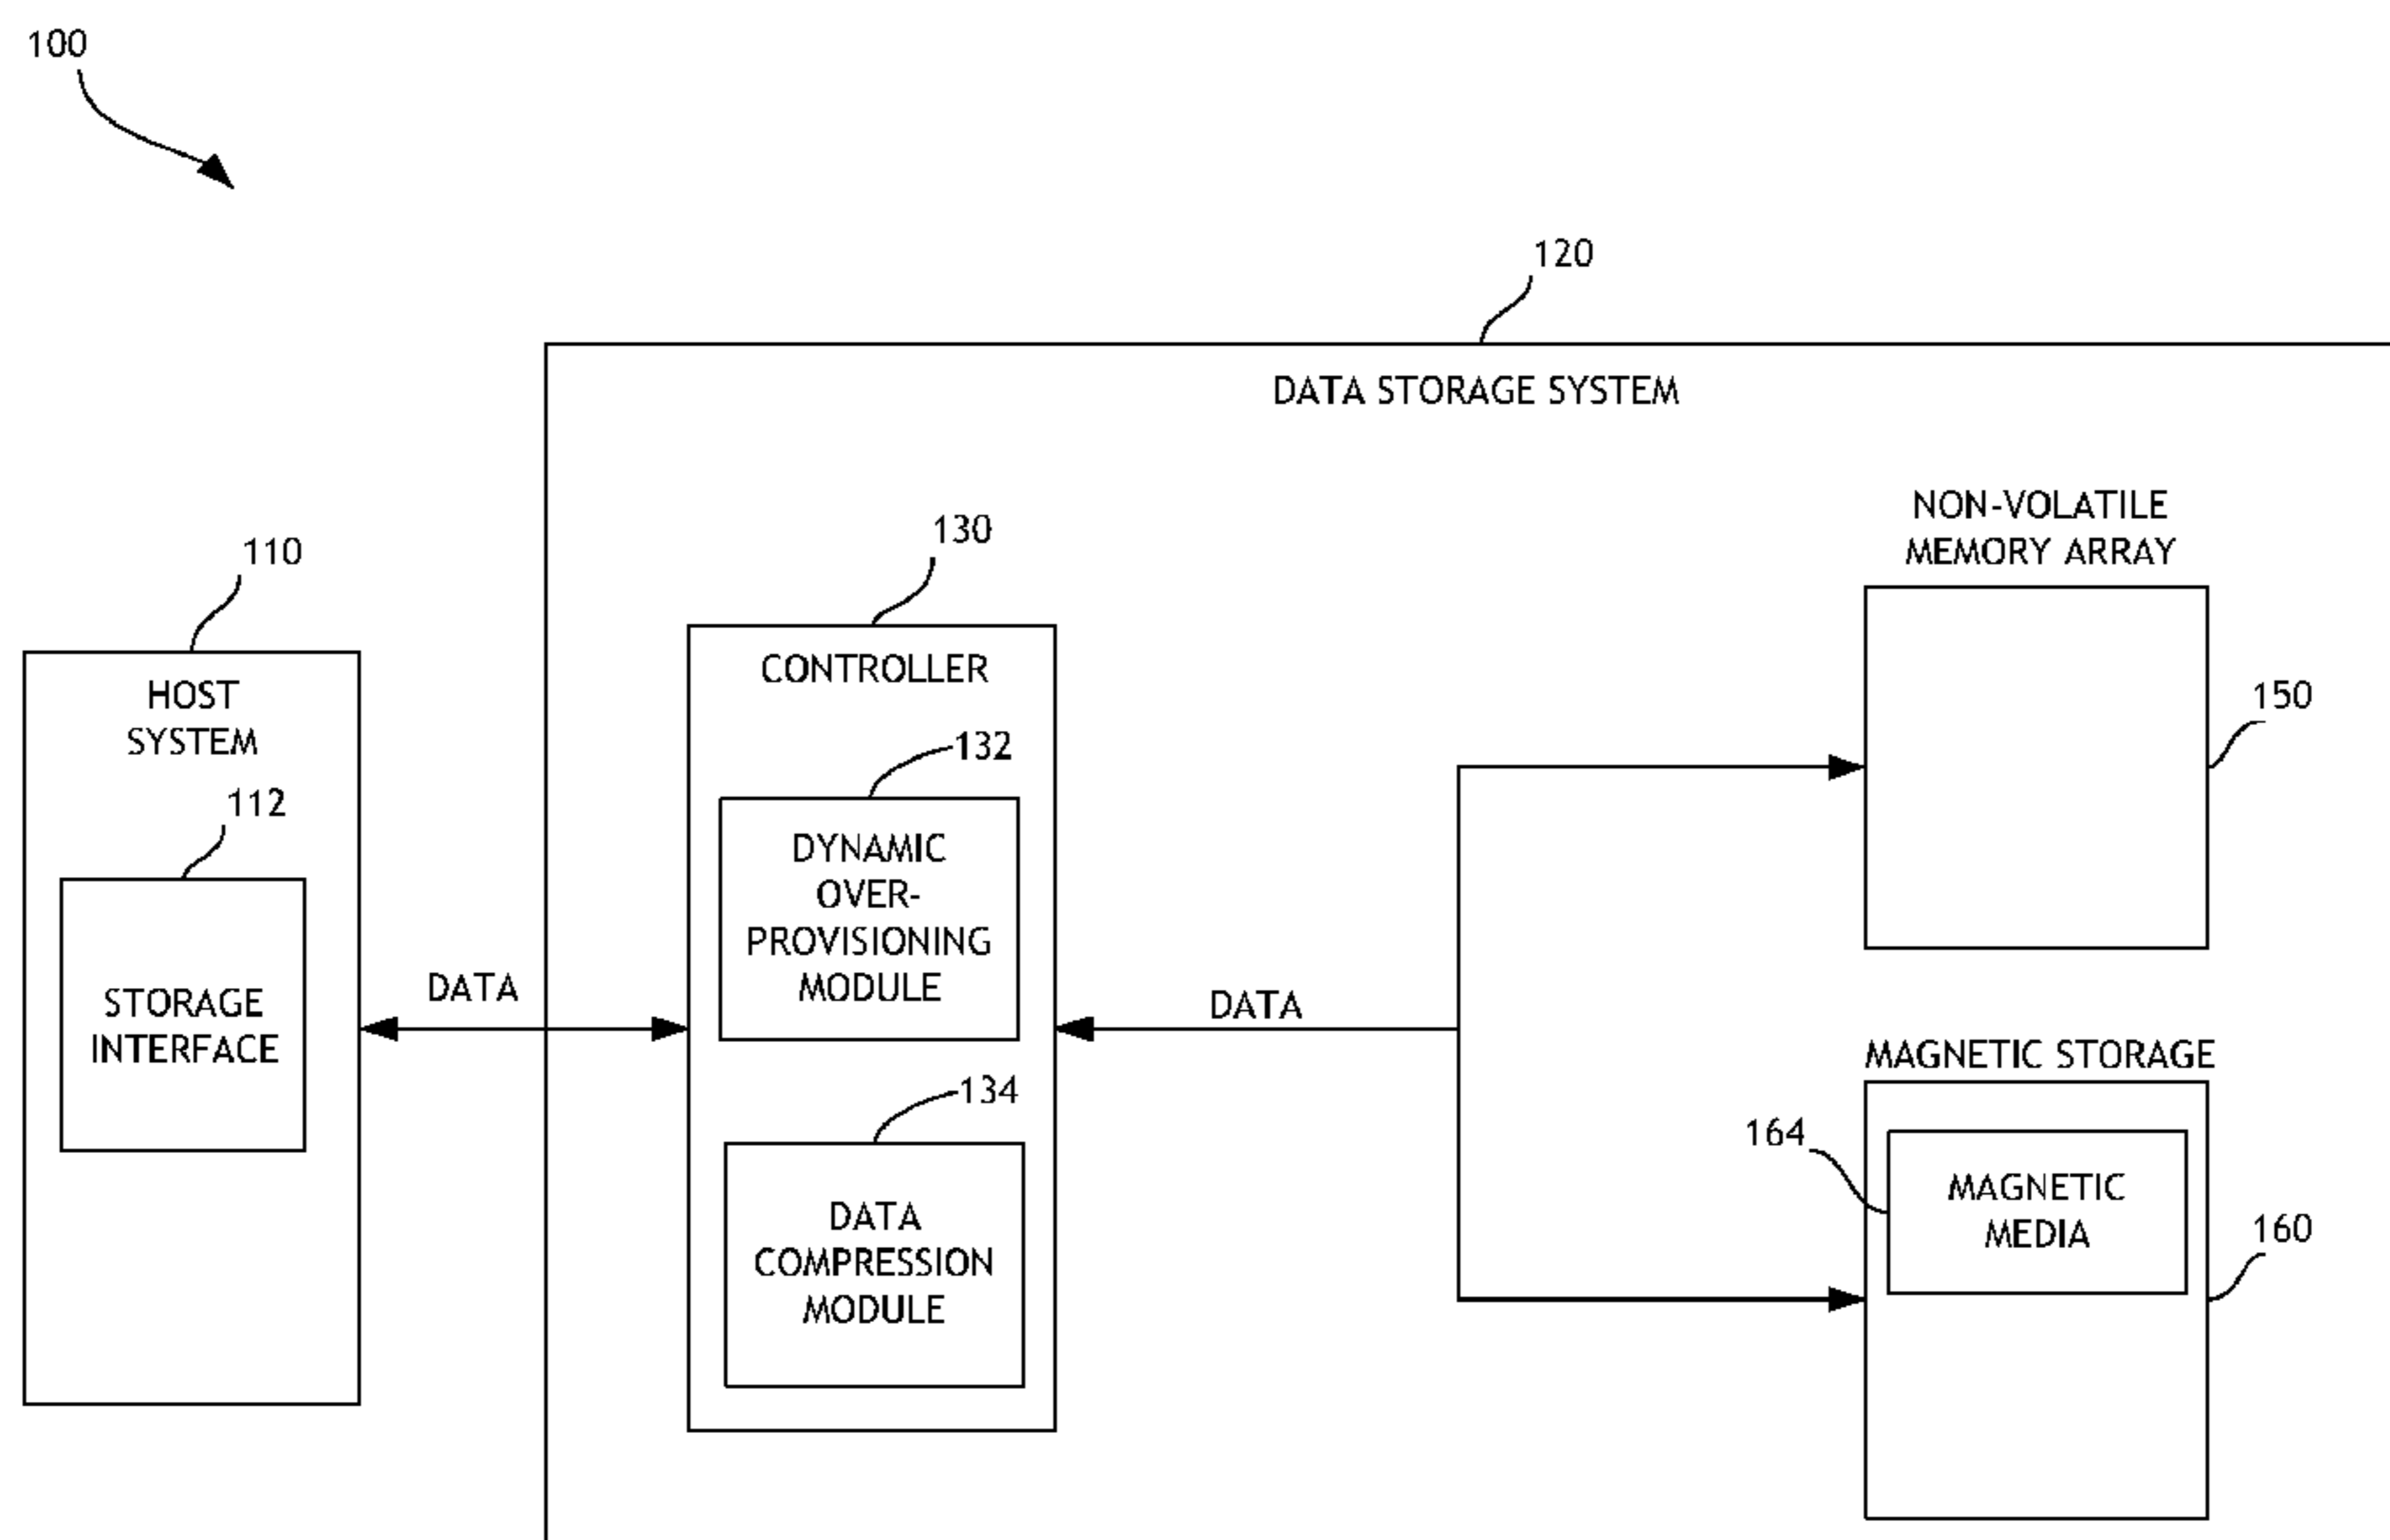 100
120
DATA STORAGE SYSTEM
NON-VOLATILE
MEMORY ARRAY
130
110
CONTROLLER
HOST
SYSTEM
150
132
112
DYNAMIC
OVER-
PROVISIONING
MODULE
STORAGE
INTERFACE
DATA
DATA
MAGNETIC STORAGE
134
164
MAGNETIC
MEDIA
DATA
COMPRESSION
MODULE
160